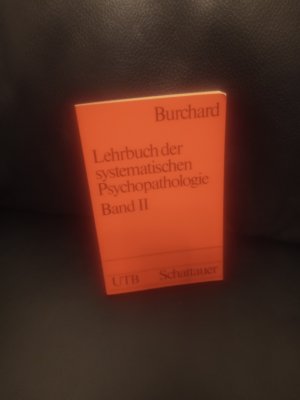 Burchard
Lehrbuch der
systematischen
Psychopathologie
Band II
UTB Schattauer